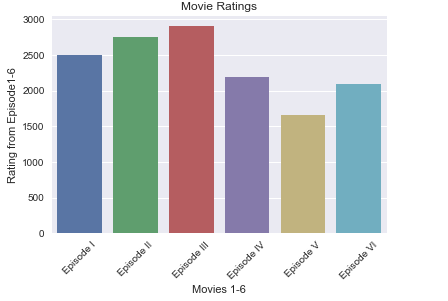 Movie Ratings
3000
2500
2000
1500
1000
500
0
Rating from Episode1-6
Episode I
Episode II
Episode III
Episode IV
Episode V
Episode VI
Movies 1-6